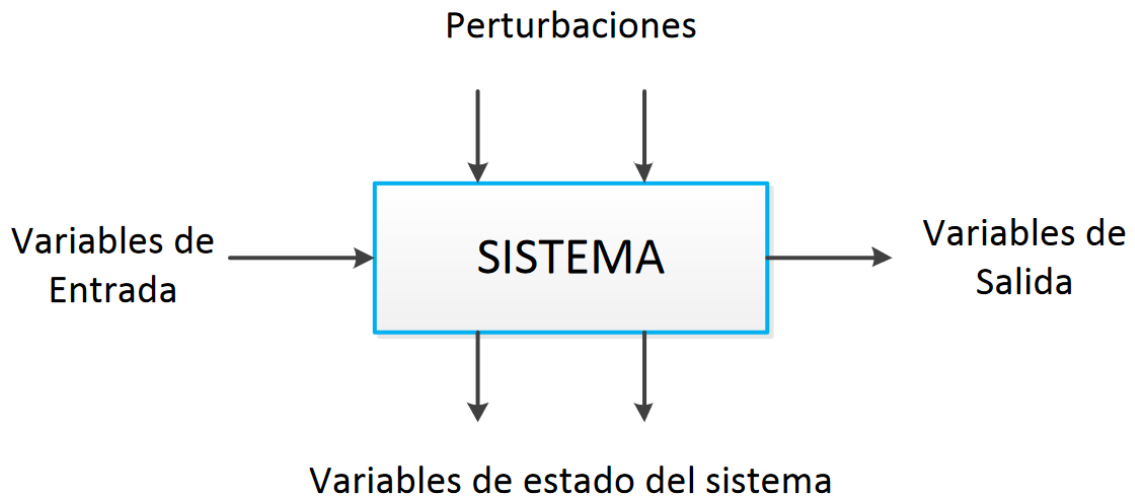 Perturbaciones
Variables de
Entrada
SISTEMA
Variables de
Salida
Variables de estado del sistema